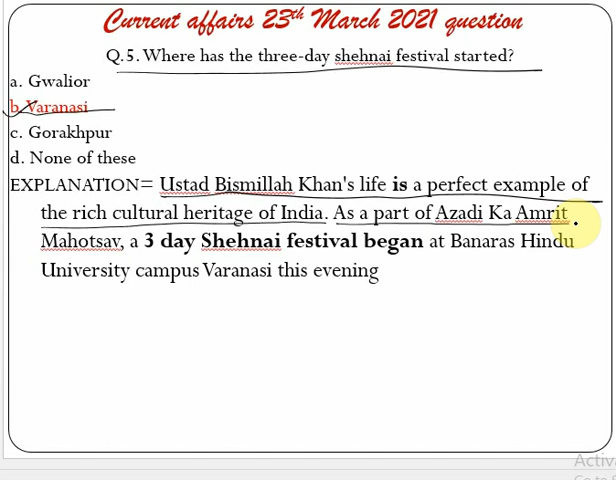 Current affairs 23th March 2021 question
Q.5. Where has the three-day shehnai festival started?
a. Gwalior
b. Varanasi
c. Gorakhpur
d. None of these
EXPLANATION= Ustad Bismillah Khan's life is a perfect example of
the rich cultural heritage of India. As a part of Azadi Ka Amrit
Mahotsav, a 3 day Shehnai festival began at Banaras Hindu
University campus Varanasi this evening